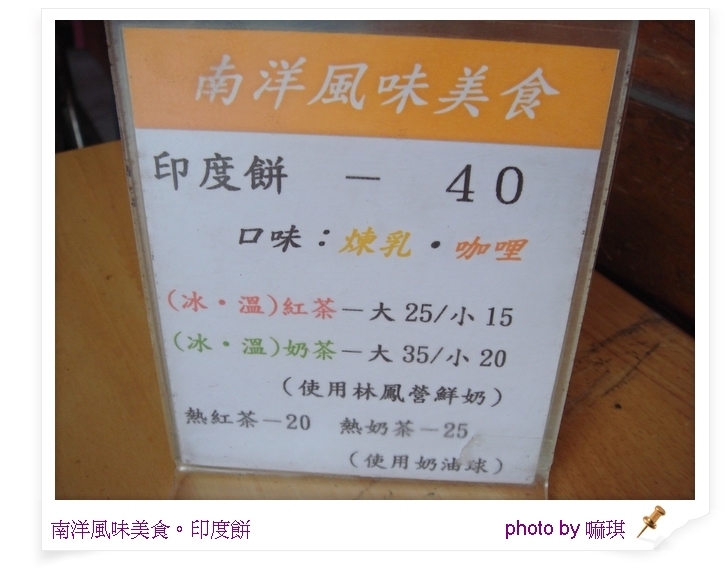 南洋風味美食
印度餅 － 40
口味：煉乳・咖哩
(冰・溫)紅茶－大 25/小 15
(冰・溫)奶茶－大 35/小 20
(使用林鳳營鮮奶)
熱紅茶－20 熱奶茶－25
(使用奶油球)
南洋風味美食。印度餅
photo by 嘛琪